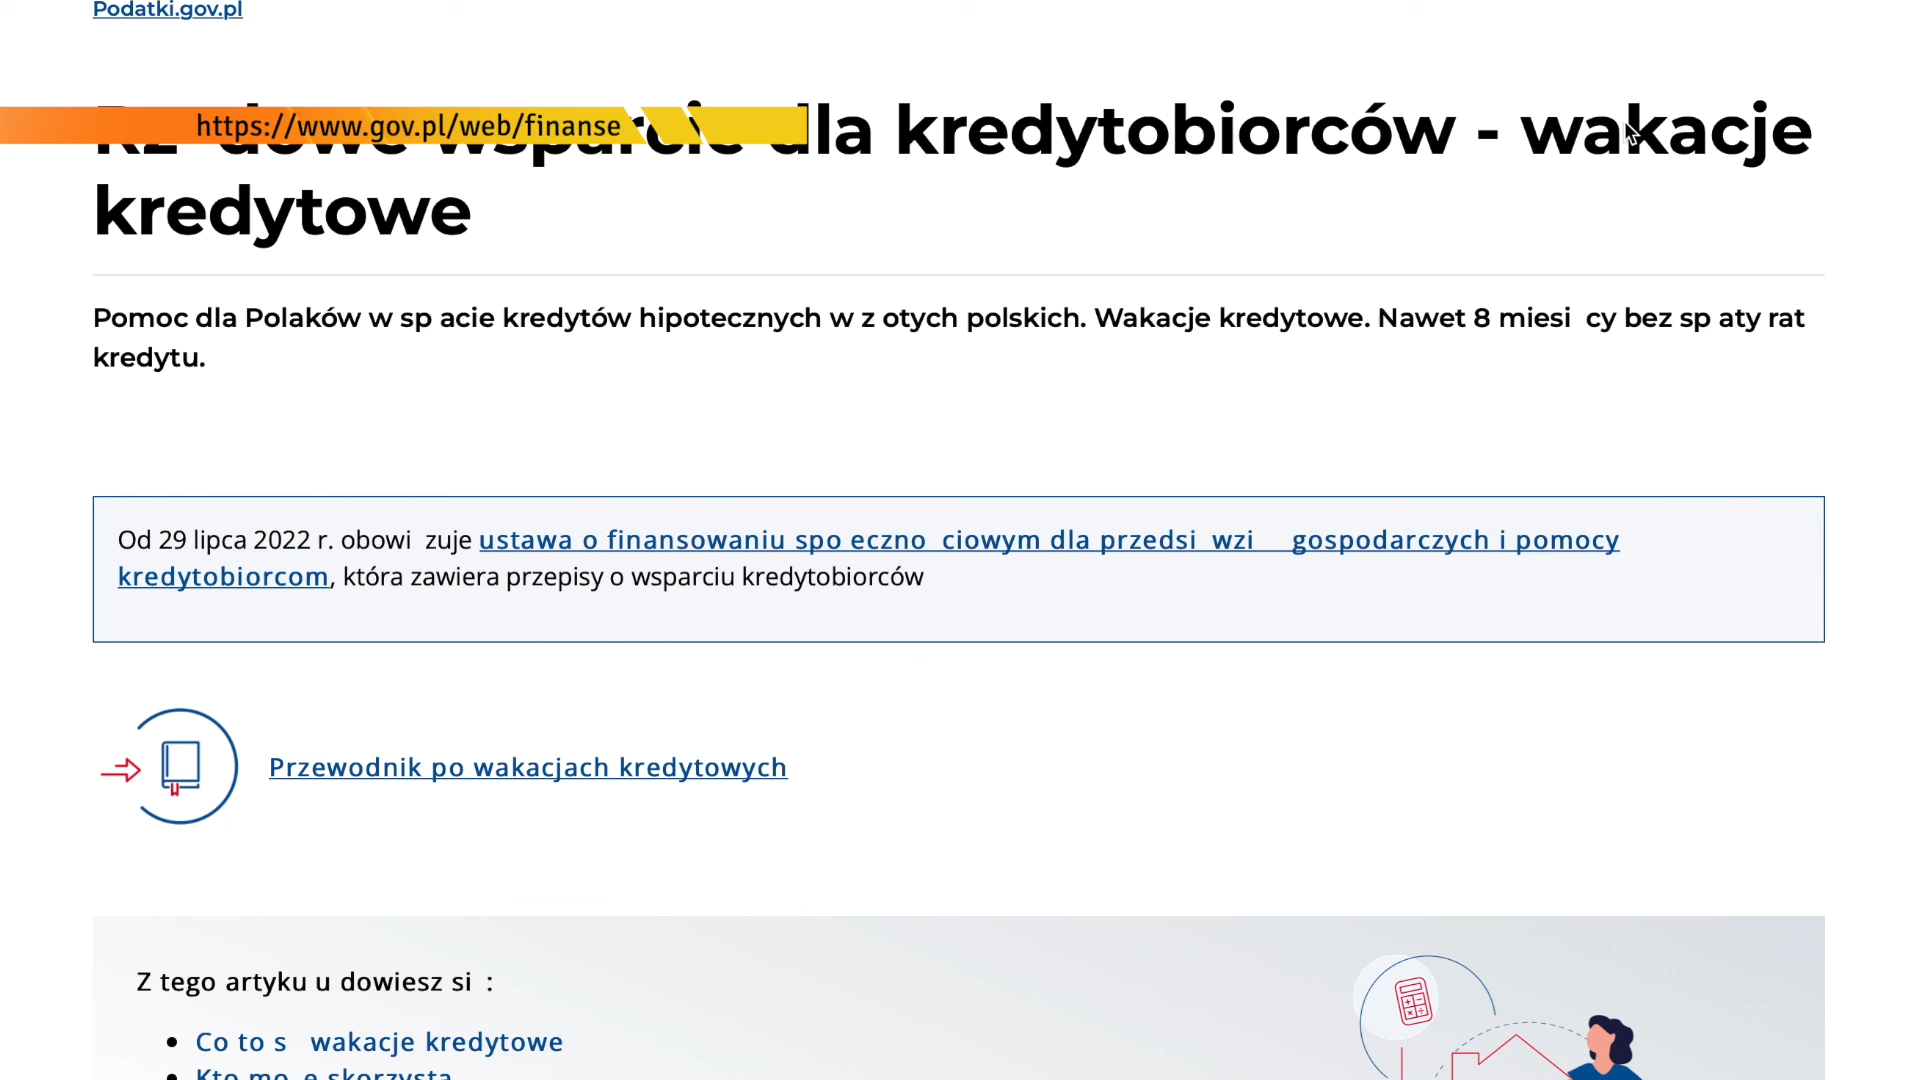 Podatki.gov.pl
https://www.gov.pl/web/finanse
dla kredytobiorców - wakacje
kredytowe
Pomoc dla Polaków w sp acie kredytów hipotecznych w z otych polskich. Wakacje kredytowe. Nawet 8 miesi cy bez sp aty rat
kredytu.
Od 29 lipca 2022 r. obowi zuje ustawa o finansowaniu spo eczno ciowym dla przedsi wzi gospodarczych i pomocy
kredytobiorcom, która zawiera przepisy o wsparciu kredytobiorców
Przewodnik po wakacjach kredytowych
Z tego artyku u dowiesz si :
Co to s wakacje kredytowe
Kto mo e skorzysta